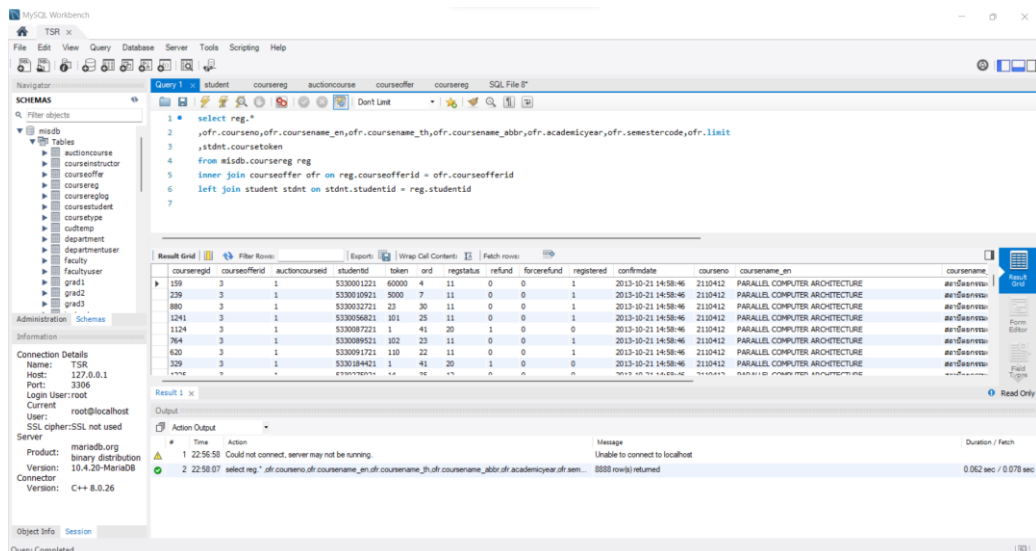 MySQL Workbench
TSR ×
File Edit View Query Database Server Tools Scripting Help
Navigator
SCHEMAS
Filter objects
misdb
Tables
auctioncourse
courseinstructor
courseoffer
coursereg
coursereglog
coursestudent
coursetype
cudtemp
department
departmentuser
faculty
facultyuser
grad1
grad2
grad3
Administration Schemas
Information
Connection Details
Name: TSR
Host: 127.0.0.1
Port: 3306
Login User: root
Current User: root@localhost
SSL cipher: SSL not used
Server
Product: mariadb.org binary distribution
Version: 10.4.20-MariaDB
Connector
Version: C++ 8.0.26
Object Info Session
Query Completed
Query 1 × student coursereg auctioncourse courseoffer coursereg SQL File 8*
Don't Limit
1 select reg.*
2 ,ofr.courseno,ofr.coursename_en,ofr.coursename_th,ofr.coursename_abbr,ofr.academicyear,ofr.semestercode,ofr.limit
3 ,stdnt.coursetoken
4 from misdb.coursereg reg
5 inner join courseoffer ofr on reg.courseofferid = ofr.courseofferid
6 left join student stdnt on stdnt.studentid = reg.studentid
7
Result Grid Filter Rows: Export: Wrap Cell Content: Fetch rows:
courseregid courseofferid auctioncourseid studentid token ord regstatus refund forcerefund registered confirmdate courseno coursename_en coursename_
159 3 1 5330001221 60000 4 11 0 0 1 2013-10-21 14:58:46 2110412 PARALLEL COMPUTER ARCHITECTURE
239 3 1 5330010921 5000 7 11 0 0 1 2013-10-21 14:58:46 2110412 PARALLEL COMPUTER ARCHITECTURE
880 3 1 5330032721 23 30 11 0 0 1 2013-10-21 14:58:46 2110412 PARALLEL COMPUTER ARCHITECTURE
1241 3 1 5330056821 101 25 11 0 0 1 2013-10-21 14:58:46 2110412 PARALLEL COMPUTER ARCHITECTURE
1124 3 1 5330087221 1 41 20 1 0 0 2013-10-21 14:58:46 2110412 PARALLEL COMPUTER ARCHITECTURE
764 3 1 5330089521 102 23 11 0 0 1 2013-10-21 14:58:46 2110412 PARALLEL COMPUTER ARCHITECTURE
620 3 1 5330091721 110 22 11 0 0 1 2013-10-21 14:58:46 2110412 PARALLEL COMPUTER ARCHITECTURE
329 3 1 5330184421 1 41 20 1 0 0 2013-10-21 14:58:46 2110412 PARALLEL COMPUTER ARCHITECTURE
Result Grid
Form Editor
Field Types
Result 1 × Read Only
Output
Action Output
# Time Action Message Duration / Fetch
1 22:56:58 Could not connect, server may not be running. Unable to connect to localhost
2 22:58:07 select reg.* ,ofr.courseno,ofr.coursename_en,ofr.coursename_th,ofr.coursename_abbr,ofr.academicyear,ofr.sem... 8888 row(s) returned 0.062 sec / 0.078 sec